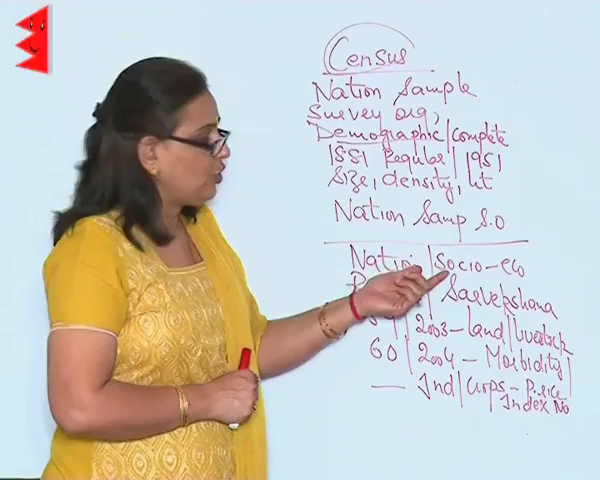 Census
Nation Sample
Survey org,
Demographic/complete
1881 Regular/1951
Size, density, lit
Nation Samp S.O
Nation/Socio-eco
Sarvekshana
2003-land/livestock
60/2004-Morbidity/
— Ind/Crops-Price
Index No